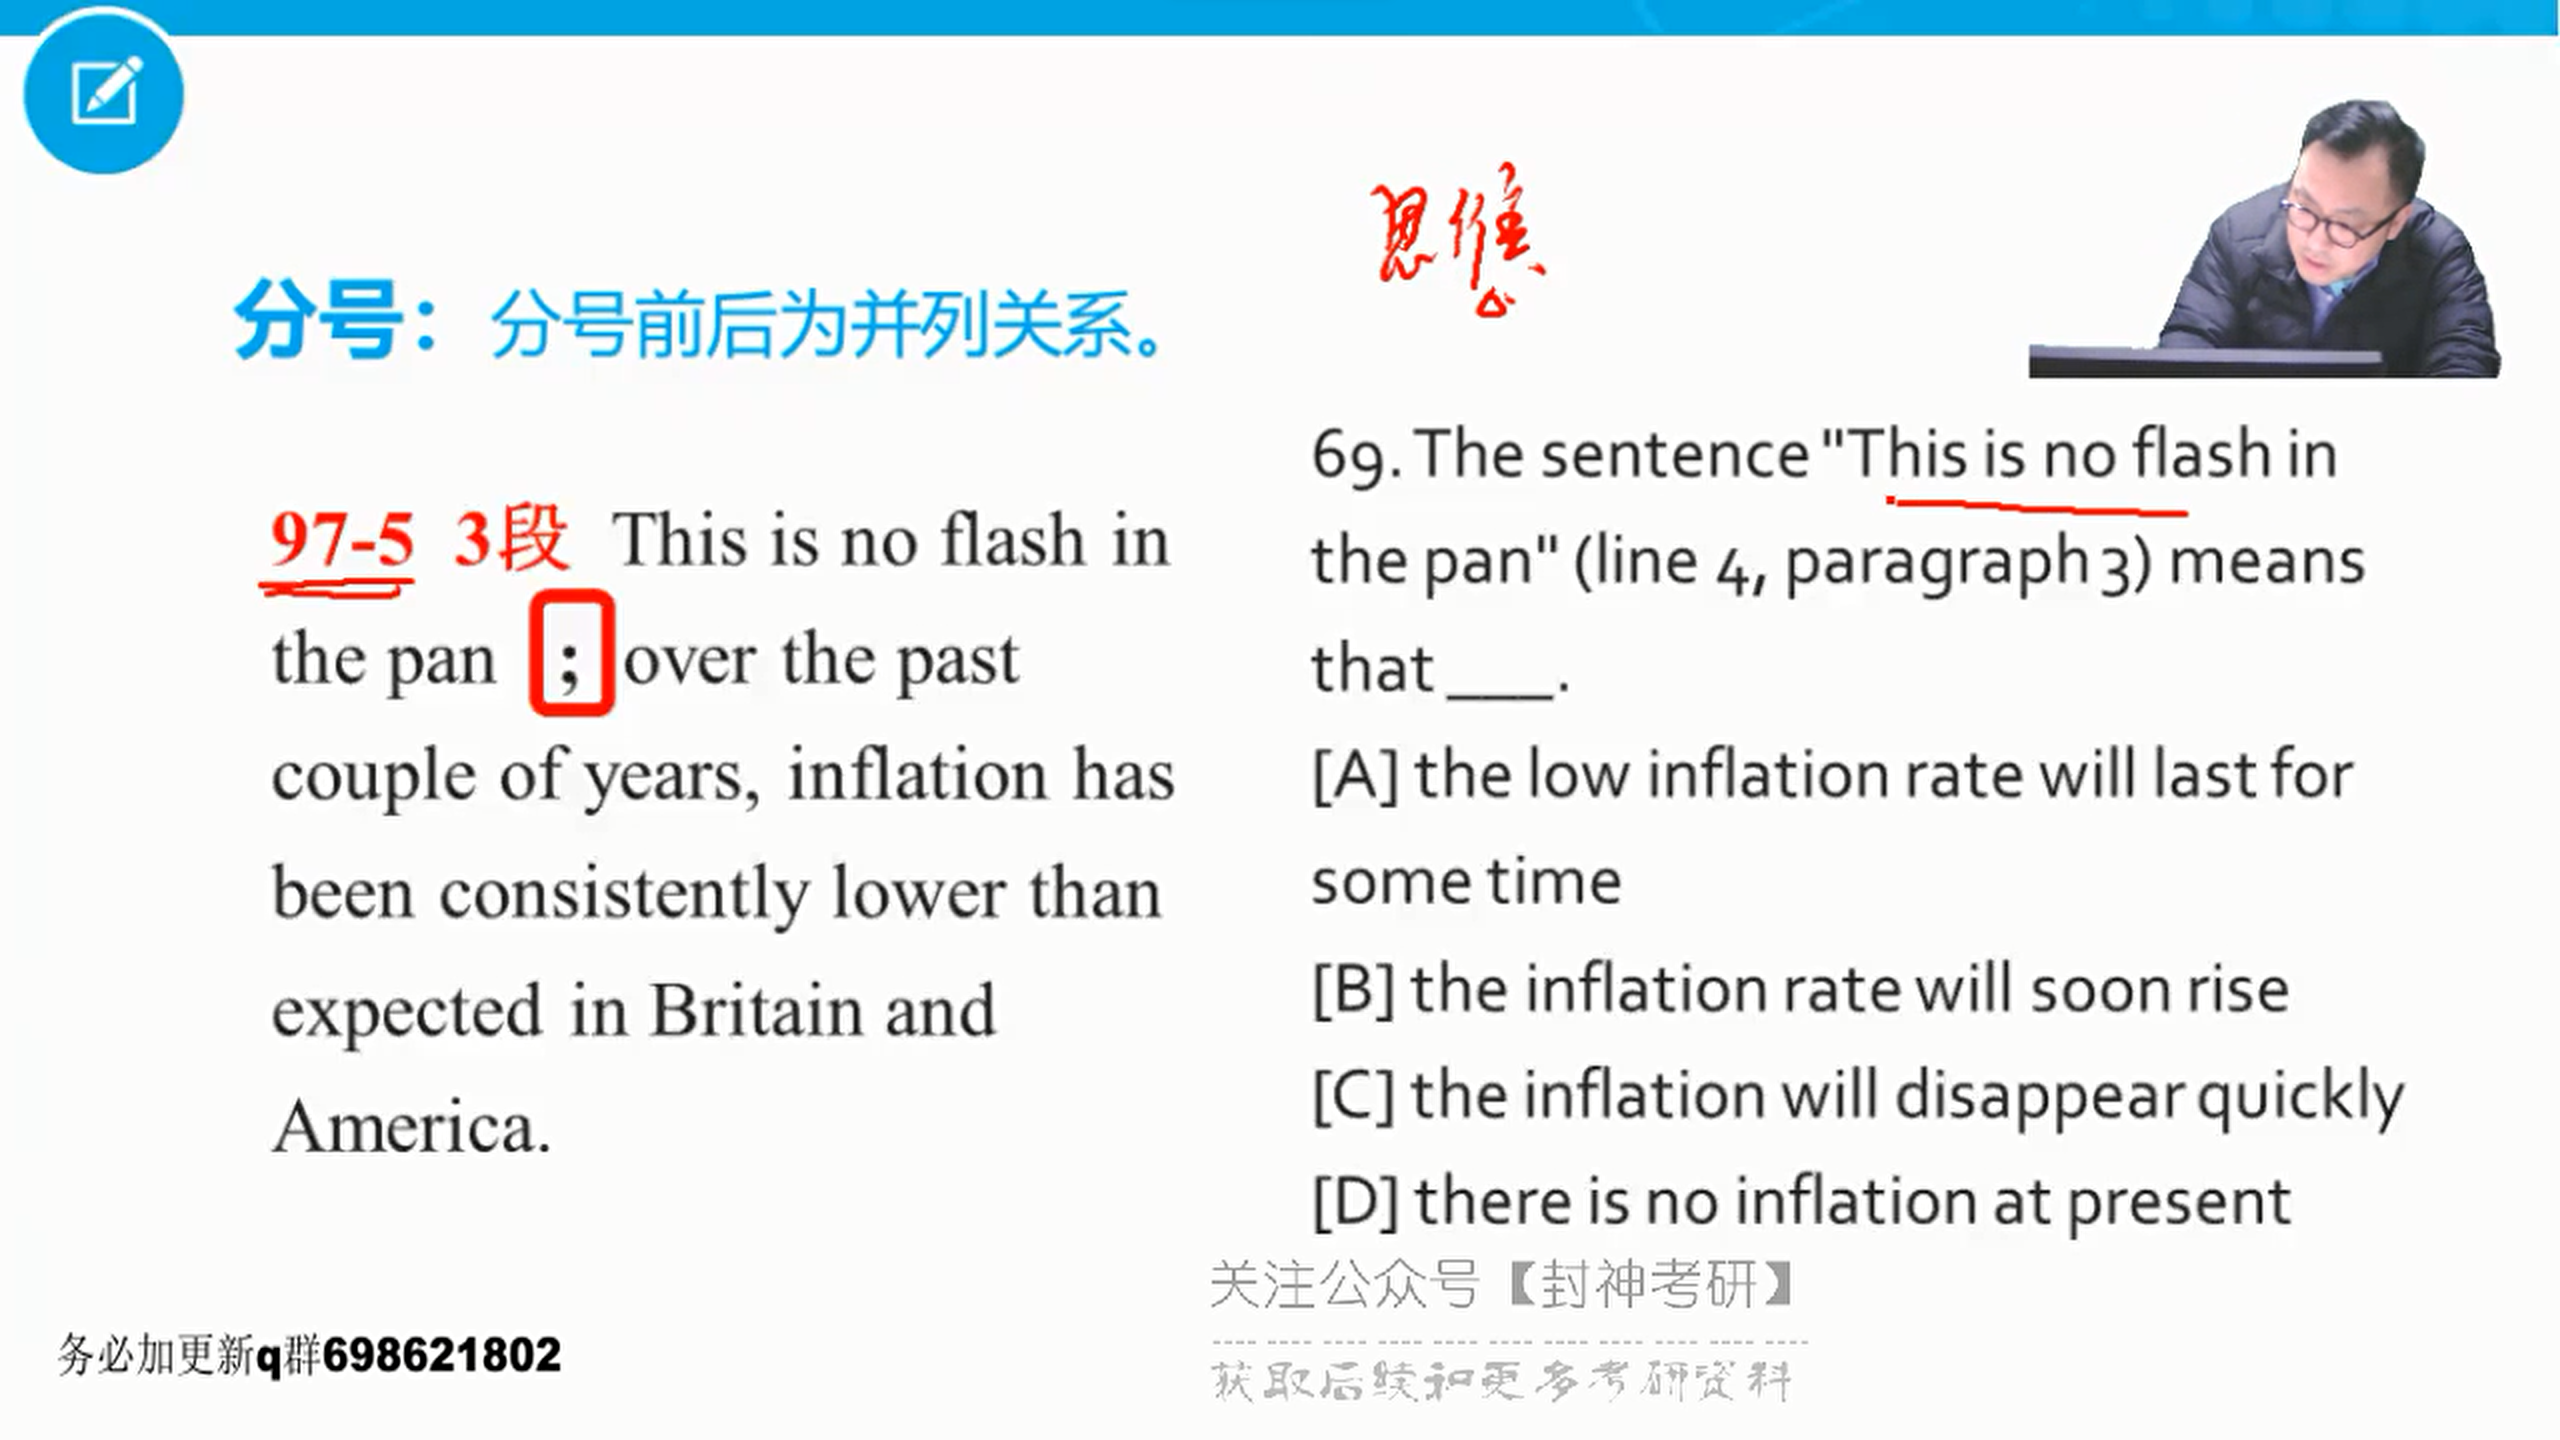 思维
分号：分号前后为并列关系。
97-5 3段 This is no flash in
the pan ; over the past
couple of years, inflation has
been consistently lower than
expected in Britain and
America.
69. The sentence "This is no flash in
the pan" (line 4, paragraph 3) means
that ___.
[A] the low inflation rate will last for
some time
[B] the inflation rate will soon rise
[C] the inflation will disappear quickly
[D] there is no inflation at present
关注公众号【封神考研】
获取后续和更多考研资料
务必加更新q群698621802